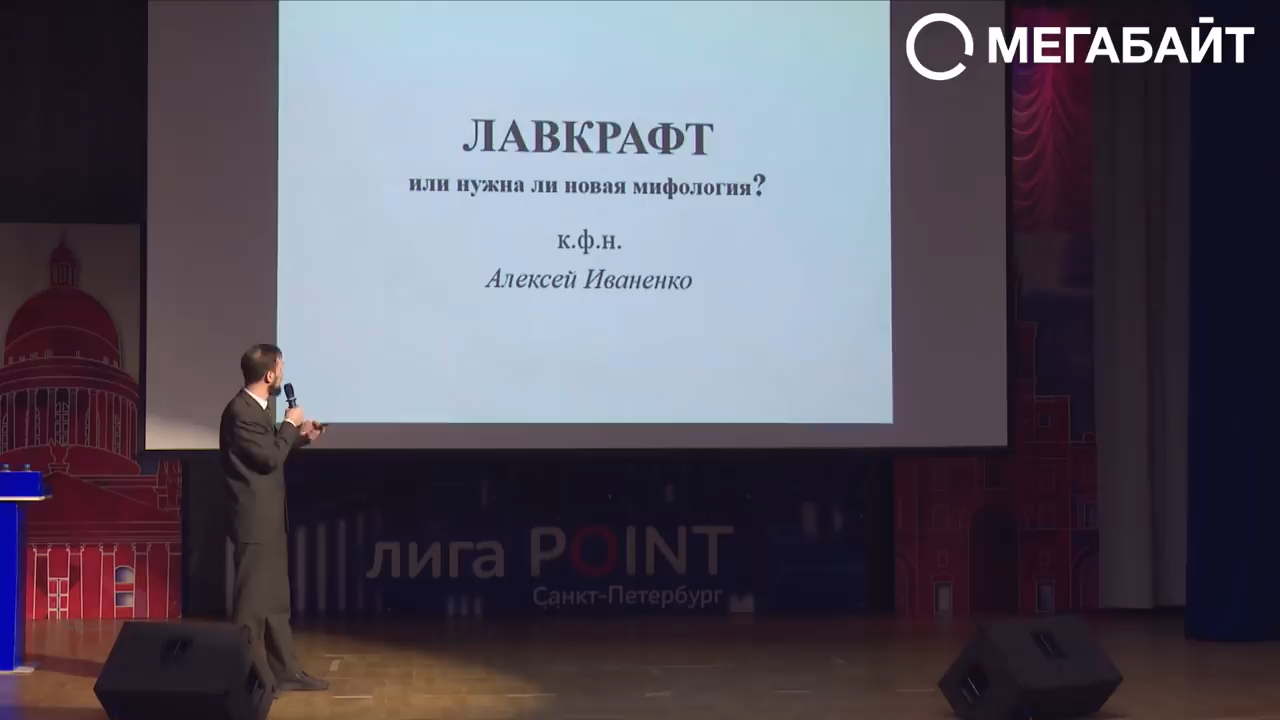 МЕГАБАЙТ
ЛАВКРАФТ
или нужна ли новая мифология?
к.ф.н.
Алексей Иваненко
лига POINT
Санкт-Петербург